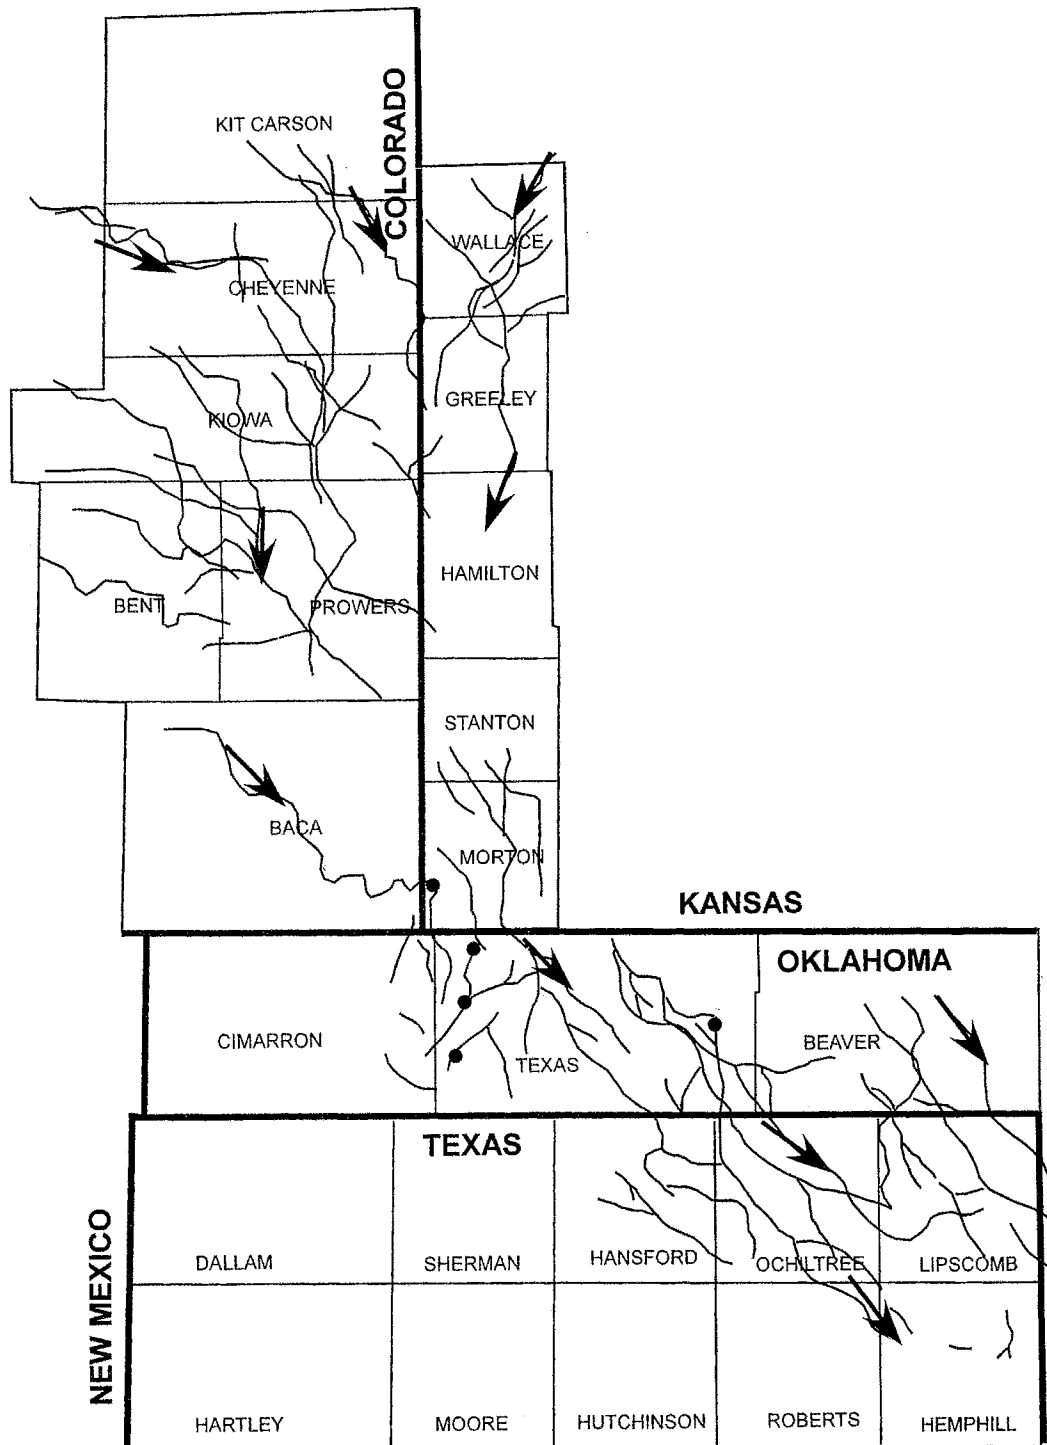 COLORADO
KIT CARSON
WALLACE
CHEYENNE
GREELEY
KIOWA
HAMILTON
BENT
PROWERS
STANTON
BACA
MORTON
KANSAS
OKLAHOMA
CIMARRON
TEXAS
BEAVER
TEXAS
NEW MEXICO
DALLAM
SHERMAN
HANSFORD
OCHILTREE
LIPSCOMB
HARTLEY
MOORE
HUTCHINSON
ROBERTS
HEMPHILL